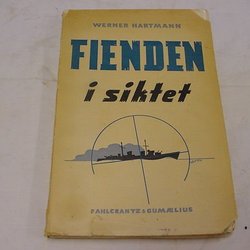 WERNER HARTMANN
FIENDEN
i siktet
FAHLCRANTZ & GUMÆLIUS